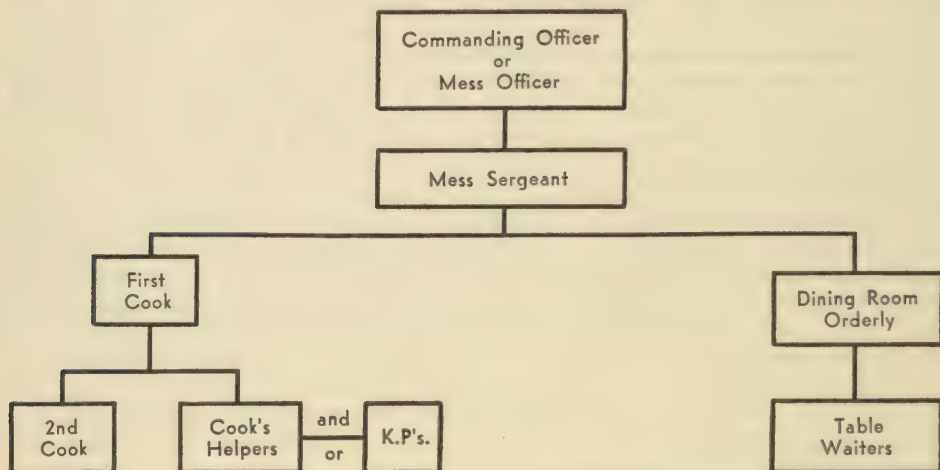 Commanding Officer
or
Mess Officer
Mess Sergeant
First
Cook
Dining Room
Orderly
2nd
Cook
Cook's
Helpers
and
or
K.P's.
Table
Waiters